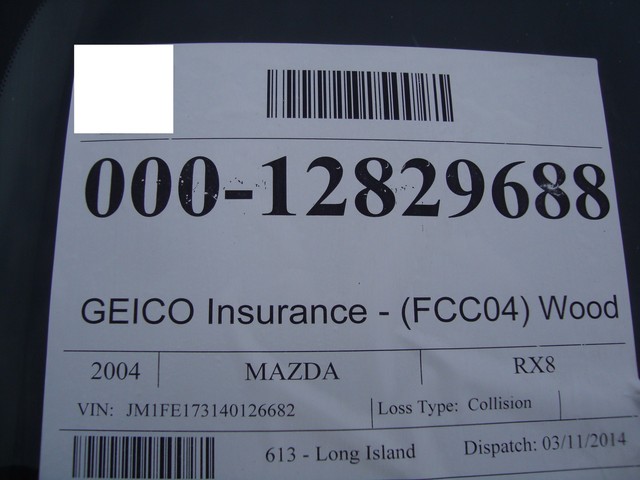 000-12829688
GEICO Insurance - (FCC04) Wood
2004 MAZDA RX8
VIN: JM1FE173140126682 Loss Type: Collision
613 - Long Island Dispatch: 03/11/2014